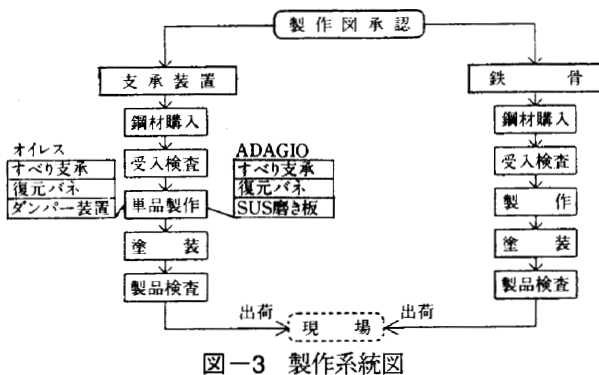 製作図承認
支承装置
鉄骨
鋼材購入
鋼材購入
オイレス
すべり支承
復元バネ
ダンパー装置
受入検査
ADAGIO
すべり支承
復元バネ
SUS磨き板
受入検査
単品製作
製作
塗装
塗装
製品検査
製品検査
出荷
出荷
現場
図-3 製作系統図